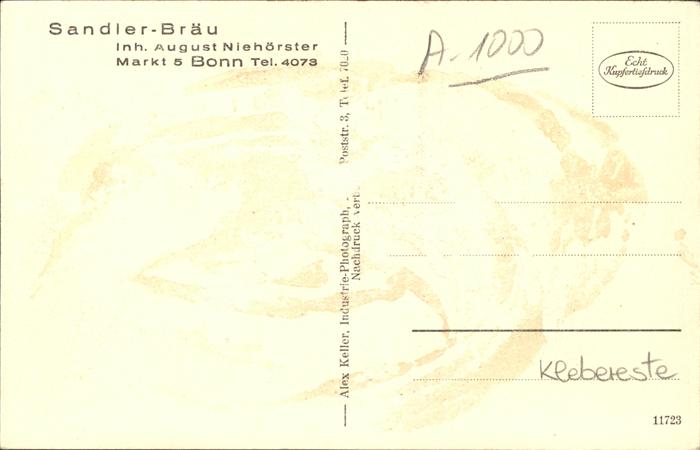 Sandler-Bräu
Inh. August Niehörster
Markt 5 Bonn Tel. 4073
A-1000
Echt
Kupfertiefdruck
Alex Keller, Industrie-Photograph, Poststr. 3, Tel.
Nachdruck verb.
Klebereste
11723